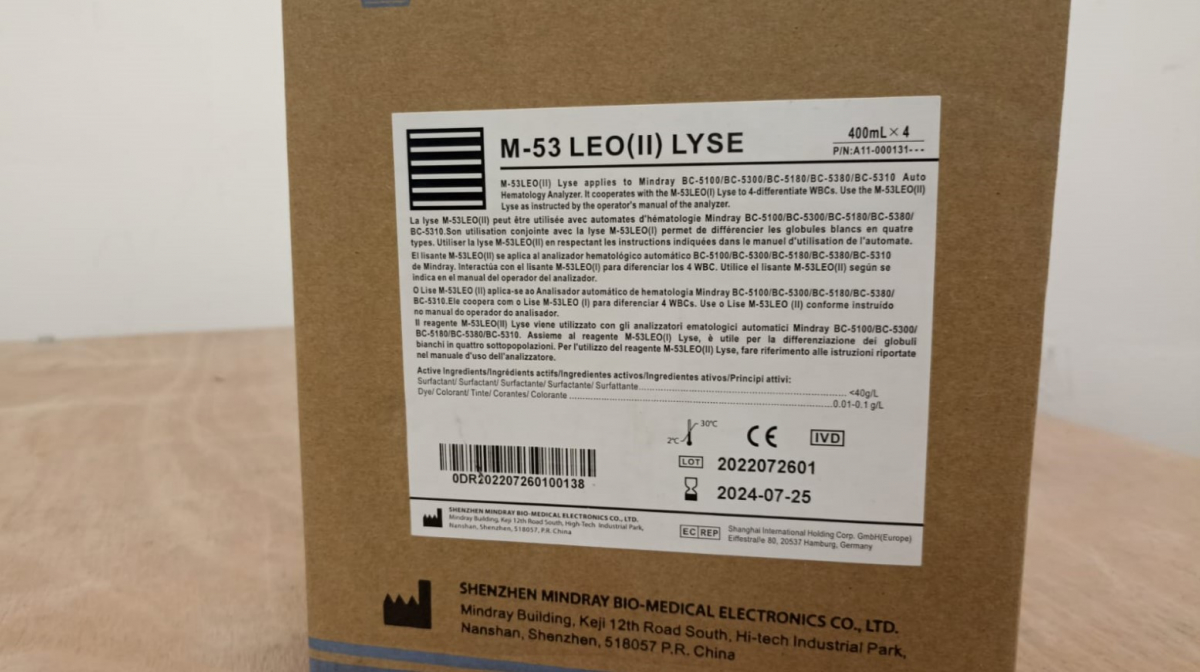 M-53 LEO(II) LYSE
400mL×4
P/N:A11-000131---
M-53LEO(II) Lyse applies to Mindray BC-5100/BC-5300/BC-5180/BC-5380/BC-5310 Auto
Hematology Analyzer. It cooperates with the M-53LEO(I) Lyse to 4-differentiate WBCs. Use the M-53LEO(II)
Lyse as instructed by the operator's manual of the analyzer.
La lyse M-53LEO(II) peut être utilisée avec automates d'hématologie Mindray BC-5100/BC-5300/BC-5180/BC-5380/
BC-5310.Son utilisation conjointe avec la lyse M-53LEO(I) permet de différencier les globules blancs en quatre
types. Utiliser la lyse M-53LEO(II) en respectant les instructions indiquées dans le manuel d'utilisation de l'automate.
El lisante M-53LEO(II) se aplica al analizador hematológico automático BC-5100/BC-5300/BC-5180/BC-5380/BC-5310
de Mindray. Interactúa con el lisante M-53LEO(I) para diferenciar los 4 WBC. Utilice el lisante M-53LEO(II) según se
indica en el manual del operador del analizador.
O Lise M-53LEO (II) aplica-se ao Analisador automático de hematologia Mindray BC-5100/BC-5300/BC-5180/BC-5380/
BC-5310.Ele coopera com o Lise M-53LEO (I) para diferenciar 4 WBCs. Use o Lise M-53LEO (II) conforme instruído
no manual do operador do analisador.
Il reagente M-53LEO(II) Lyse viene utilizzato con gli analizzatori ematologici automatici Mindray BC-5100/BC-5300/
BC-5180/BC-5380/BC-5310. Assieme al reagente M-53LEO(I) Lyse, è utile per la differenziazione dei globuli
bianchi in quattro sottopopolazioni. Per l'utilizzo del reagente M-53LEO(II) Lyse, fare riferimento alle istruzioni riportate
nel manuale d'uso dell'analizzatore.
Active Ingredients/Ingrédients actifs/Ingredientes activos/Ingredientes ativos/Principi attivi:
Surfactant/ Surfactant/ Surfactante/ Surfactante/ Surfattante <40g/L
Dye/ Colorant/ Tinte/ Corantes/ Colorante 0.01-0.1 g/L
2℃ 30℃ CE IVD
LOT 2022072601
2024-07-25
0DR202207260100138
SHENZHEN MINDRAY BIO-MEDICAL ELECTRONICS CO., LTD.
Mindray Building, Keji 12th Road South, High-Tech Industrial Park,
Nanshan, Shenzhen, 518057, P.R. China
EC REP
Shanghai International Holding Corp. GmbH(Europe)
Eiffestraße 80, 20537 Hamburg, Germany
SHENZHEN MINDRAY BIO-MEDICAL ELECTRONICS CO., LTD.
Mindray Building, Keji 12th Road South, Hi-tech Industrial Park,
Nanshan, Shenzhen, 518057 P.R. China